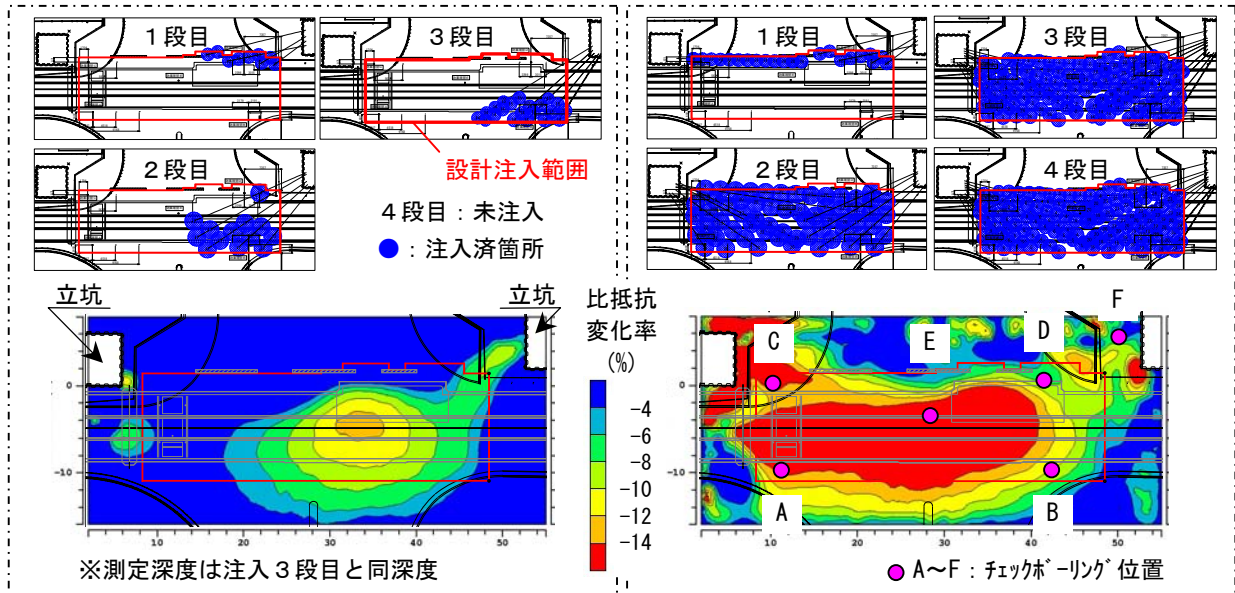 1段目
3段目
2段目
設計注入範囲
4段目：未注入
●：注入済箇所
1段目
3段目
2段目
4段目
立坑
立坑
0
-10
10
20
30
40
50
※測定深度は注入3段目と同深度
比抵抗
変化率
(%)
-4
-6
-8
-10
-12
-14
C
E
D
F
A
B
0
-10
10
20
30
40
50
A～F：ﾁｪｯｸﾎﾞｰﾘﾝｸﾞ位置